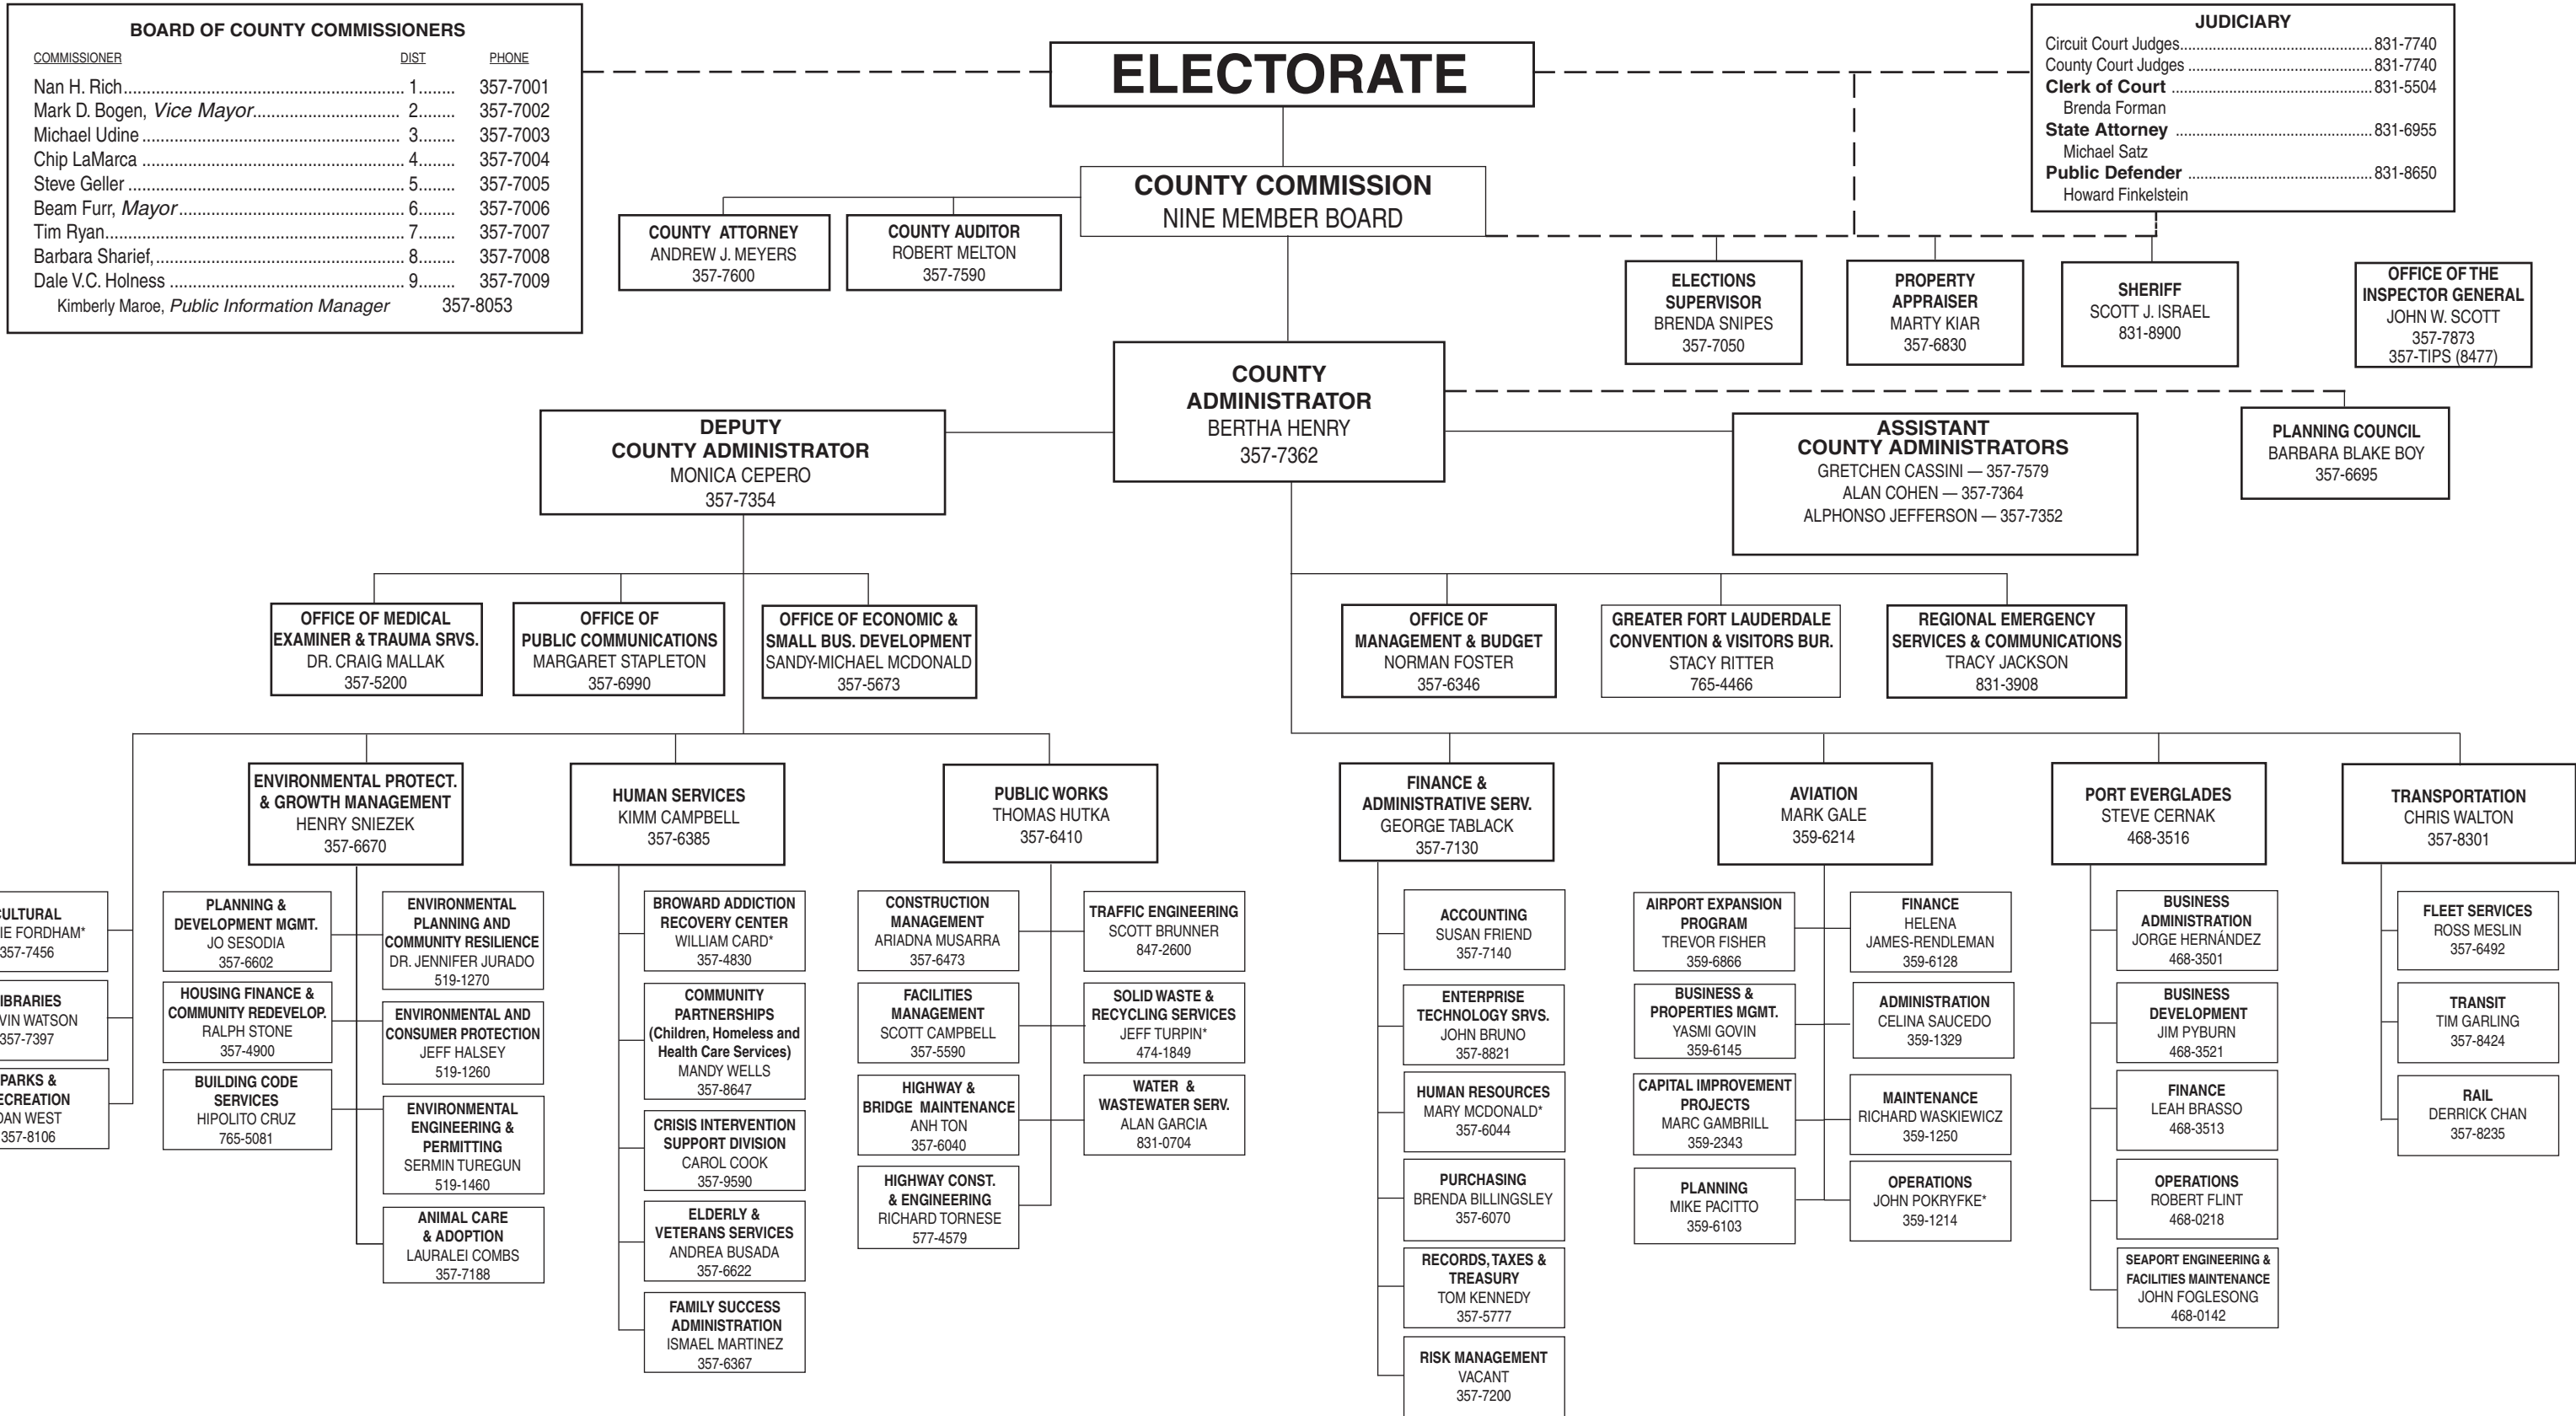 BOARD OF COUNTY COMMISSIONERS
COMMISSIONER DIST PHONE
Nan H. Rich 1 357-7001
Mark D. Bogen, Vice Mayor 2 357-7002
Michael Udine 3 357-7003
Chip LaMarca 4 357-7004
Steve Geller 5 357-7005
Beam Furr, Mayor 6 357-7006
Tim Ryan 7 357-7007
Barbara Sharief, 8 357-7008
Dale V.C. Holness 9 357-7009
Kimberly Maroe, Public Information Manager 357-8053
ELECTORATE
JUDICIARY
Circuit Court Judges 831-7740
County Court Judges 831-7740
Clerk of Court 831-5504
Brenda Forman
State Attorney 831-6955
Michael Satz
Public Defender 831-8650
Howard Finkelstein
COUNTY COMMISSION
NINE MEMBER BOARD
COUNTY ATTORNEY
ANDREW J. MEYERS
357-7600
COUNTY AUDITOR
ROBERT MELTON
357-7590
ELECTIONS
SUPERVISOR
BRENDA SNIPES
357-7050
PROPERTY
APPRAISER
MARTY KIAR
357-6830
SHERIFF
SCOTT J. ISRAEL
831-8900
OFFICE OF THE
INSPECTOR GENERAL
JOHN W. SCOTT
357-7873
357-TIPS (8477)
COUNTY
ADMINISTRATOR
BERTHA HENRY
357-7362
DEPUTY
COUNTY ADMINISTRATOR
MONICA CEPERO
357-7354
ASSISTANT
COUNTY ADMINISTRATORS
GRETCHEN CASSINI — 357-7579
ALAN COHEN — 357-7364
ALPHONSO JEFFERSON — 357-7352
PLANNING COUNCIL
BARBARA BLAKE BOY
357-6695
OFFICE OF MEDICAL
EXAMINER & TRAUMA SRVS.
DR. CRAIG MALLAK
357-5200
OFFICE OF
PUBLIC COMMUNICATIONS
MARGARET STAPLETON
357-6990
OFFICE OF ECONOMIC &
SMALL BUS. DEVELOPMENT
SANDY-MICHAEL MCDONALD
357-5673
OFFICE OF
MANAGEMENT & BUDGET
NORMAN FOSTER
357-6346
GREATER FORT LAUDERDALE
CONVENTION & VISITORS BUR.
STACY RITTER
765-4466
REGIONAL EMERGENCY
SERVICES & COMMUNICATIONS
TRACY JACKSON
831-3908
ENVIRONMENTAL PROTECT.
& GROWTH MANAGEMENT
HENRY SNIEZEK
357-6670
HUMAN SERVICES
KIMM CAMPBELL
357-6385
PUBLIC WORKS
THOMAS HUTKA
357-6410
FINANCE &
ADMINISTRATIVE SERV.
GEORGE TABLACK
357-7130
AVIATION
MARK GALE
359-6214
PORT EVERGLADES
STEVE CERNAK
468-3516
TRANSPORTATION
CHRIS WALTON
357-8301
FORDHAM*
357-7456
WATSON
357-7397
PARKS &
WEST
357-8106
PLANNING &
DEVELOPMENT MGMT.
JO SESODIA
357-6602
HOUSING FINANCE &
COMMUNITY REDEVELOP.
RALPH STONE
357-4900
BUILDING CODE
SERVICES
HIPOLITO CRUZ
765-5081
ENVIRONMENTAL
PLANNING AND
COMMUNITY RESILIENCE
DR. JENNIFER JURADO
519-1270
ENVIRONMENTAL AND
CONSUMER PROTECTION
JEFF HALSEY
519-1260
ENVIRONMENTAL
ENGINEERING &
PERMITTING
SERMIN TUREGUN
519-1460
ANIMAL CARE
& ADOPTION
LAURALEI COMBS
357-7188
BROWARD ADDICTION
RECOVERY CENTER
WILLIAM CARD*
357-4830
COMMUNITY
PARTNERSHIPS
(Children, Homeless and
Health Care Services)
MANDY WELLS
357-8647
CRISIS INTERVENTION
SUPPORT DIVISION
CAROL COOK
357-9590
ELDERLY &
VETERANS SERVICES
ANDREA BUSADA
357-6622
FAMILY SUCCESS
ADMINISTRATION
ISMAEL MARTINEZ
357-6367
CONSTRUCTION
MANAGEMENT
ARIADNA MUSARRA
357-6473
FACILITIES
MANAGEMENT
SCOTT CAMPBELL
357-5590
HIGHWAY &
BRIDGE MAINTENANCE
ANH TON
357-6040
HIGHWAY CONST.
& ENGINEERING
RICHARD TORNESE
577-4579
TRAFFIC ENGINEERING
SCOTT BRUNNER
847-2600
SOLID WASTE &
RECYCLING SERVICES
JEFF TURPIN*
474-1849
WATER &
WASTEWATER SERV.
ALAN GARCIA
831-0704
ACCOUNTING
SUSAN FRIEND
357-7140
ENTERPRISE
TECHNOLOGY SRVS.
JOHN BRUNO
357-8821
HUMAN RESOURCES
MARY MCDONALD*
357-6044
PURCHASING
BRENDA BILLINGSLEY
357-6070
RECORDS, TAXES &
TREASURY
TOM KENNEDY
357-5777
RISK MANAGEMENT
VACANT
357-7200
AIRPORT EXPANSION
PROGRAM
TREVOR FISHER
359-6866
BUSINESS &
PROPERTIES MGMT.
YASMI GOVIN
359-6145
CAPITAL IMPROVEMENT
PROJECTS
MARC GAMBRILL
359-2343
PLANNING
MIKE PACITTO
359-6103
FINANCE
HELENA
JAMES-RENDLEMAN
359-6128
ADMINISTRATION
CELINA SAUCEDO
359-1329
MAINTENANCE
RICHARD WASKIEWICZ
359-1250
OPERATIONS
JOHN POKRYFKE*
359-1214
BUSINESS
ADMINISTRATION
JORGE HERNÁNDEZ
468-3501
BUSINESS
DEVELOPMENT
JIM PYBURN
468-3521
FINANCE
LEAH BRASSO
468-3513
OPERATIONS
ROBERT FLINT
468-0218
SEAPORT ENGINEERING &
FACILITIES MAINTENANCE
JOHN FOGLESONG
468-0142
FLEET SERVICES
ROSS MESLIN
357-6492
TRANSIT
TIM GARLING
357-8424
RAIL
DERRICK CHAN
357-8235